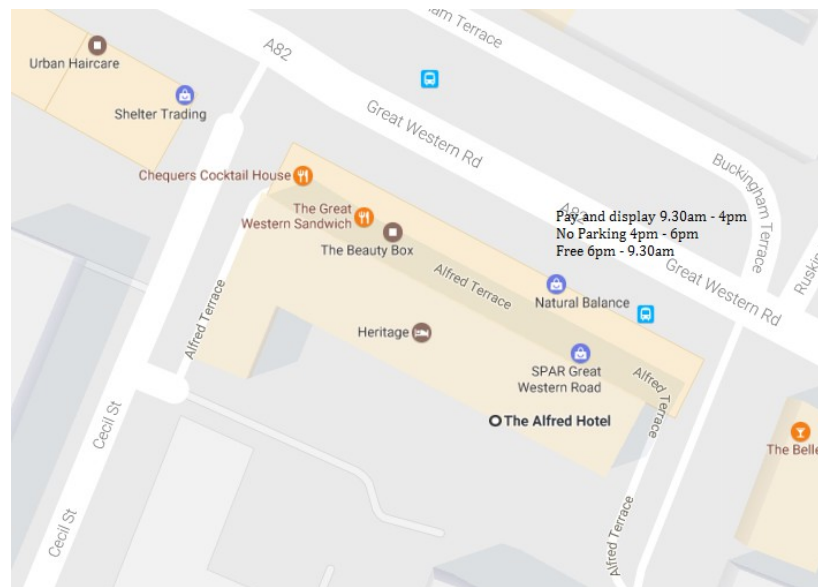 A82
am Terrace
Urban Haircare
Shelter Trading
Great Western Rd
Buckingham Terrace
Chequers Cocktail House
The Great
Western Sandwich
The Beauty Box
A82
Pay and display 9.30am - 4pm
No Parking 4pm - 6pm
Free 6pm - 9.30am
Great Western Rd
Ruskin
Alfred Terrace
Natural Balance
Alfred Terrace
Heritage
SPAR Great
Western Road
Alfred Terrace
The Alfred Hotel
Cecil St
The Belle
Alfred Terrace
Cecil St